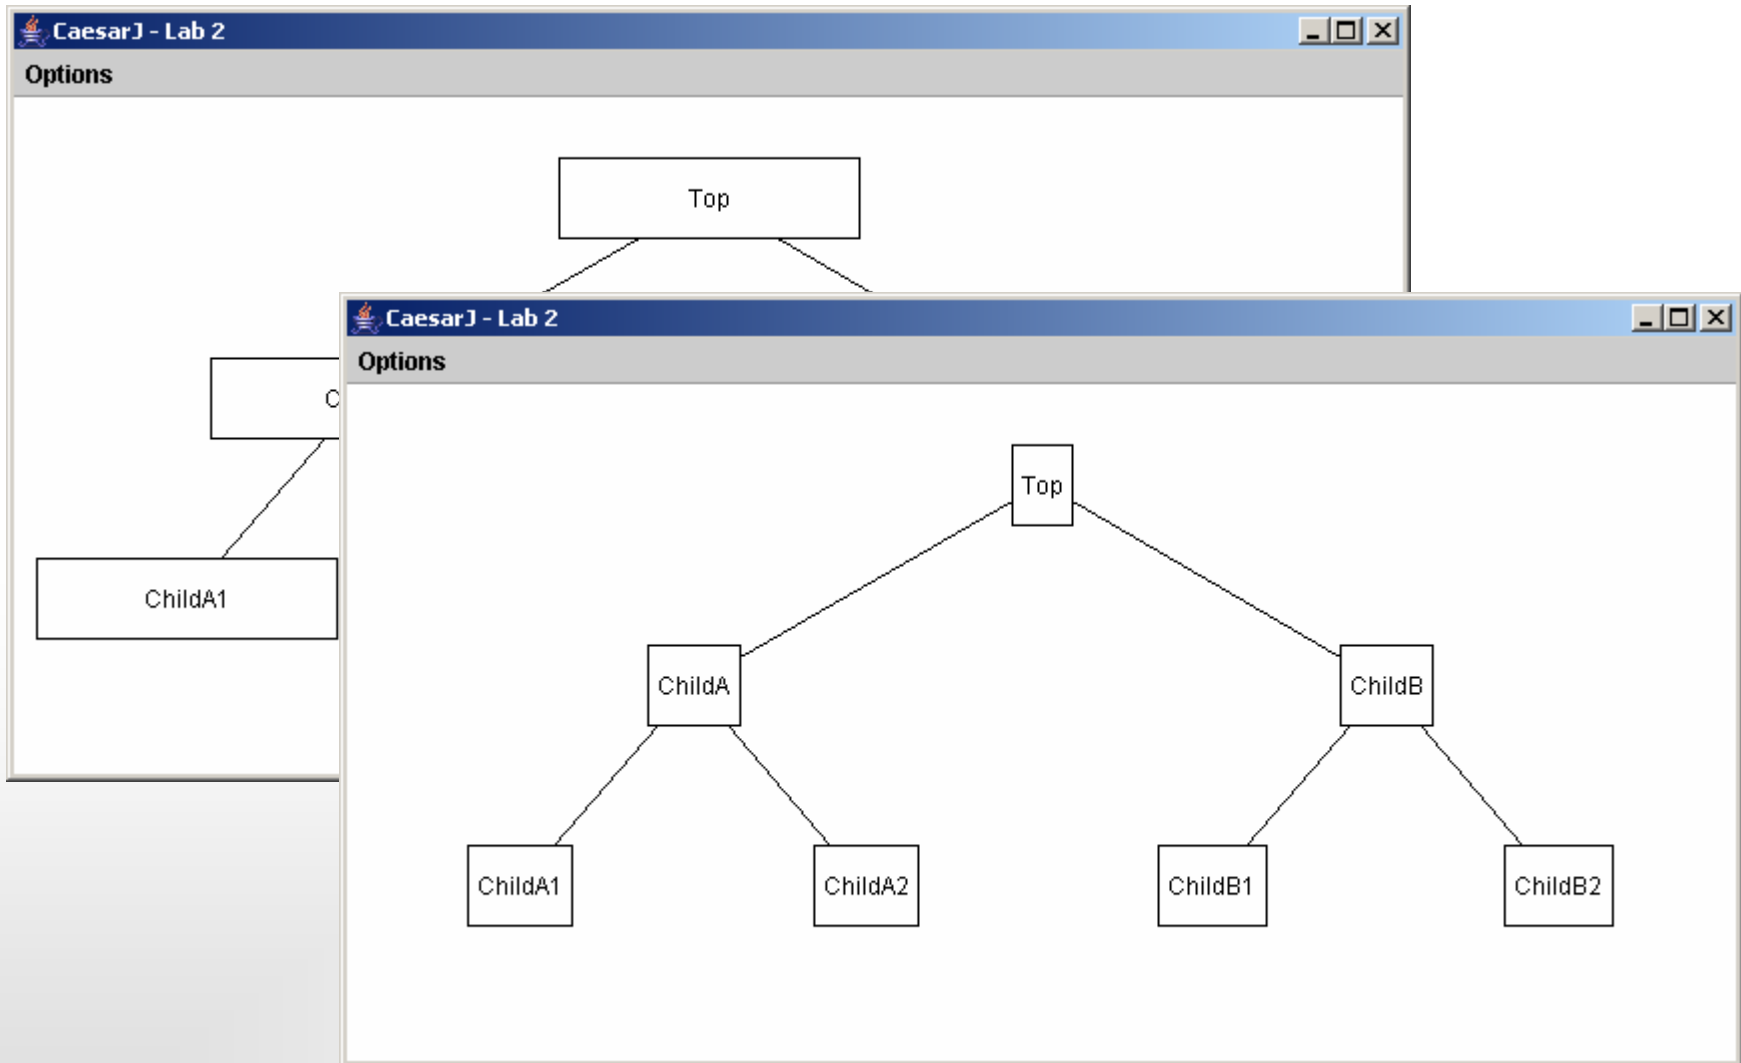 CaesarJ - Lab 2
Options
Top
C
ChildA1
CaesarJ - Lab 2
Options
Top
ChildA
ChildB
ChildA1
ChildA2
ChildB1
ChildB2